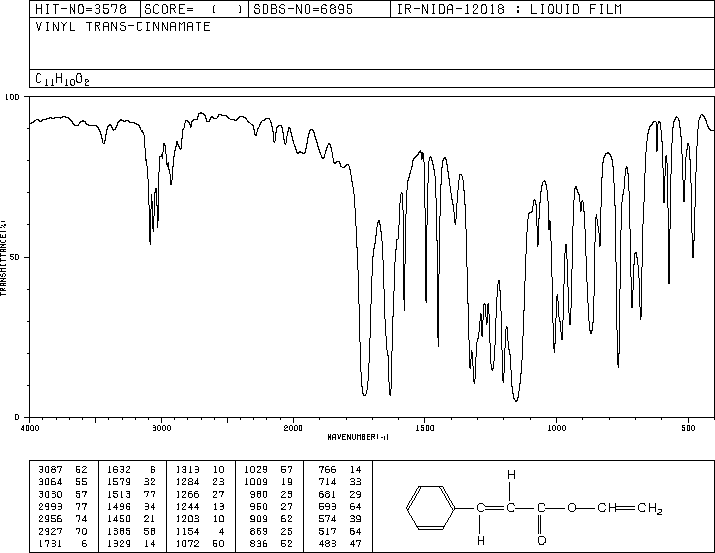 HIT-NO=3578 SCORE= ( ) SDBS-NO=6895 IR-NIDA-12018 : LIQUID FILM
VINYL TRANS-CINNAMATE
C11H10O2
100
50
0
TRANSMITTANCE(%)
4000 3000 2000 1500 1000 500
WAVENUMBER(-1)
3087 52 1632 6 1313 10 1029 57 766 14
3064 55 1579 32 1284 23 1009 19 714 33
3030 57 1513 77 1266 27 980 23 681 29
2993 77 1496 34 1244 13 950 27 593 64
2956 74 1450 21 1203 10 909 62 574 39
2927 70 1385 58 1154 4 869 25 517 64
1731 6 1329 14 1072 50 836 52 483 47
H
O CH CH2
H O